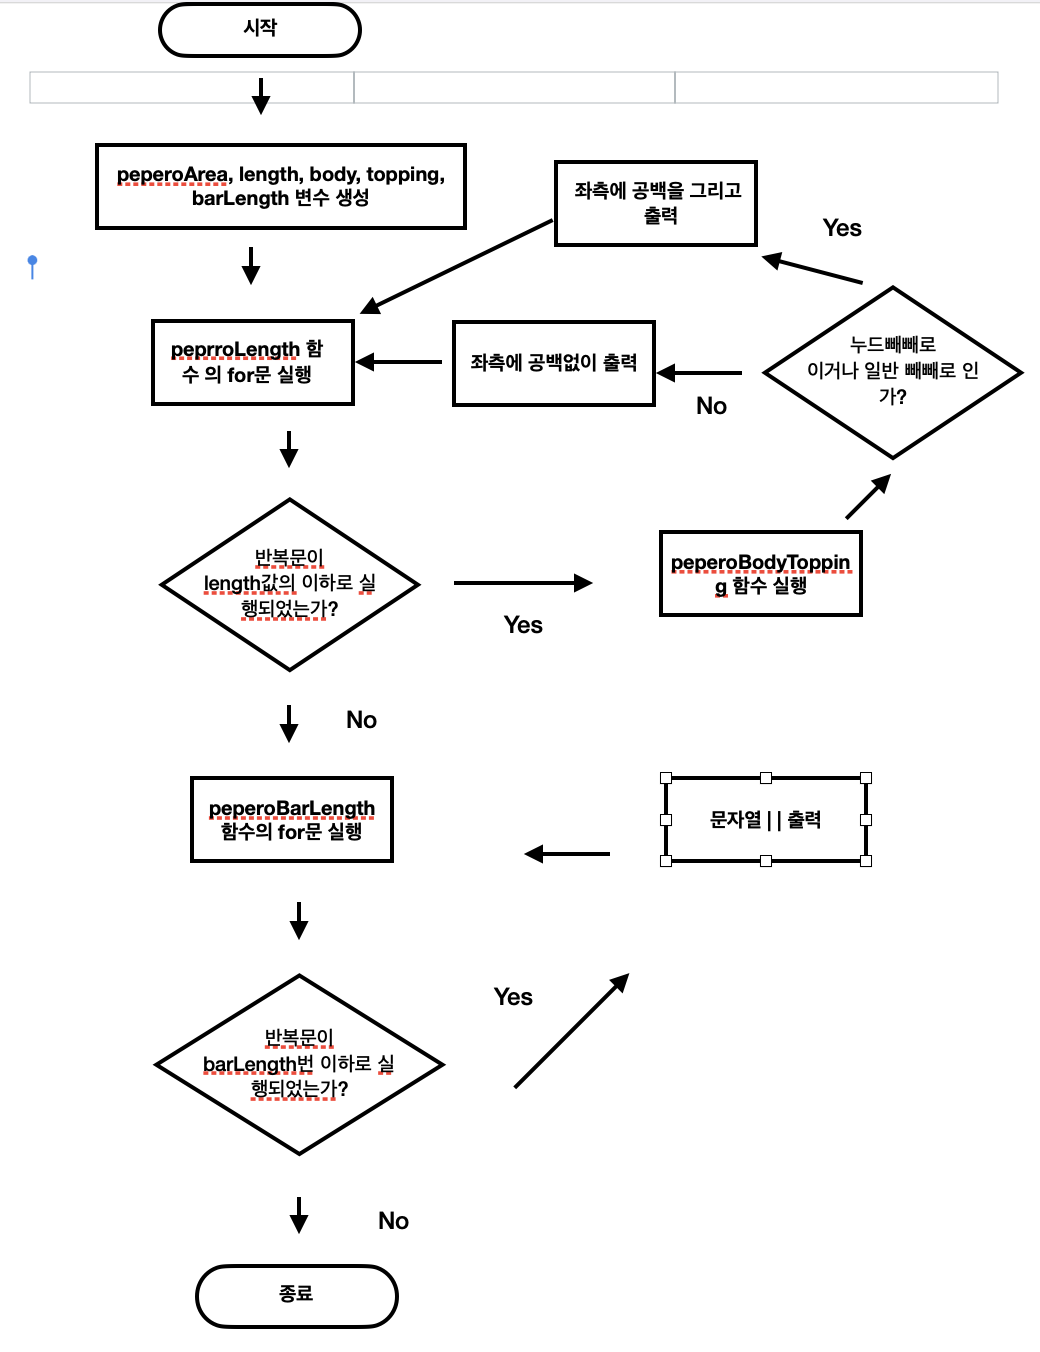 시작
peperoArea, length, body, topping,
barLength 변수 생성
좌측에 공백을 그리고
출력
Yes
peprroLength 함
수 의 for문 실행
좌측에 공백없이 출력
No
누드빼빼로
이거나 일반 빼빼로 인
가?
반복문이
length값의 이하로 실
행되었는가?
Yes
peperoBodyToppin
g 함수 실행
No
peperoBarLength
함수의 for문 실행
문자열 | | 출력
반복문이
barLength번 이하로 실
행되었는가?
Yes
No
종료